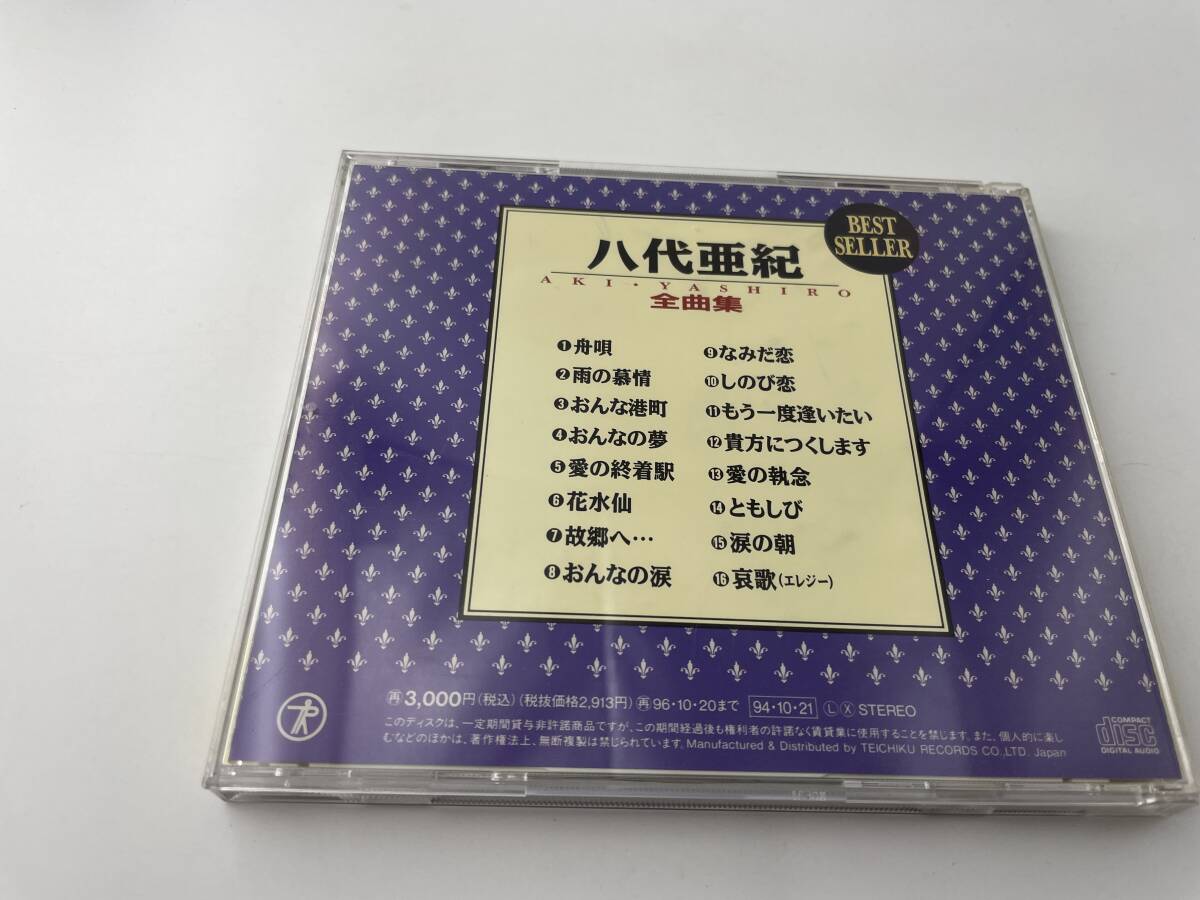 八代亜紀
AKI・YASHIRO
全曲集
BEST
SELLER
❶舟唄
❷雨の慕情
❸おんな港町
❹おんなの夢
❺愛の終着駅
❻花水仙
❼故郷へ…
❽おんなの涙
❾なみだ恋
❿しのび恋
⓫もう一度逢いたい
⓬貴方につくします
⓭愛の執念
⓮ともしび
⓯涙の朝
⓰哀歌(エレジー)
㊢3,000円(税込)(税抜価格2,913円)再96·10·20まで 94·10·21 Ⓛ Ⓧ STEREO
このディスクは、一定期間貸与非許諾商品ですが、この期間経過後も権利者の許諾なく賃貸業に使用することを禁じます。また、個人的に楽し
むなどのほかは、著作権法上、無断複製は禁じられています。Manufactured & Distributed by TEICHIKU RECORDS CO.,LTD. Japan
COMPACT
disc
DIGITAL AUDIO